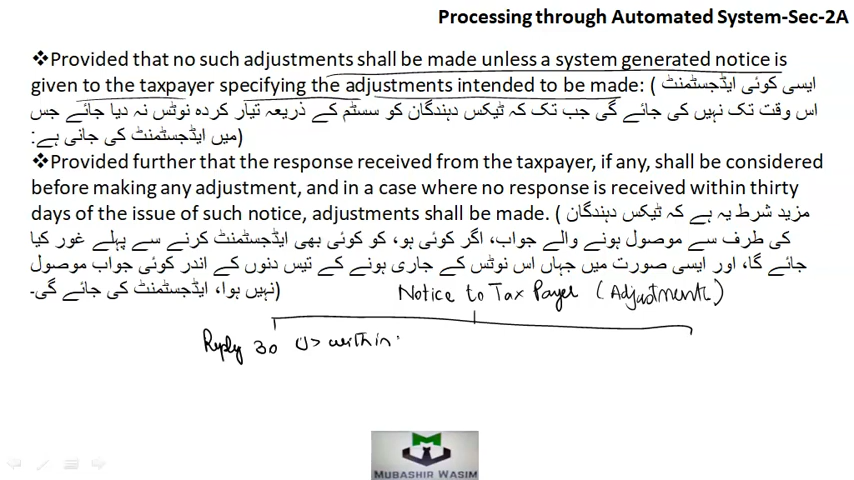 Processing through Automated System-Sec-2A
❖Provided that no such adjustments shall be made unless a system generated notice is
given to the taxpayer specifying the adjustments intended to be made: ( ایسی کوئی ایڈجسٹمنٹ
اس وقت تک نہیں کی جائے گی جب تک کہ ٹیکس دہندگان کو سسٹم کے ذریعہ تیار کردہ نوٹس نہ دیا جائے جس
میں ایڈجسٹمنٹ کی جانی ہے:)
❖Provided further that the response received from the taxpayer, if any, shall be considered
before making any adjustment, and in a case where no response is received within thirty
days of the issue of such notice, adjustments shall be made. ( مزید شرط یہ ہے کہ ٹیکس دہندگان
کی طرف سے موصول ہونے والے جواب، اگر کوئی ہو، کو کوئی بھی ایڈجسٹمنٹ کرنے سے پہلے غور کیا
جائے گا، اور ایسی صورت میں جہاں اس نوٹس کے جاری ہونے کے تیس دنوں کے اندر کوئی جواب موصول
نہیں ہوا، ایڈجسٹمنٹ کی جائے گی۔)
Notice to Tax Payer (Adjustment)
Reply 30 within
MUBASHIR WASIM